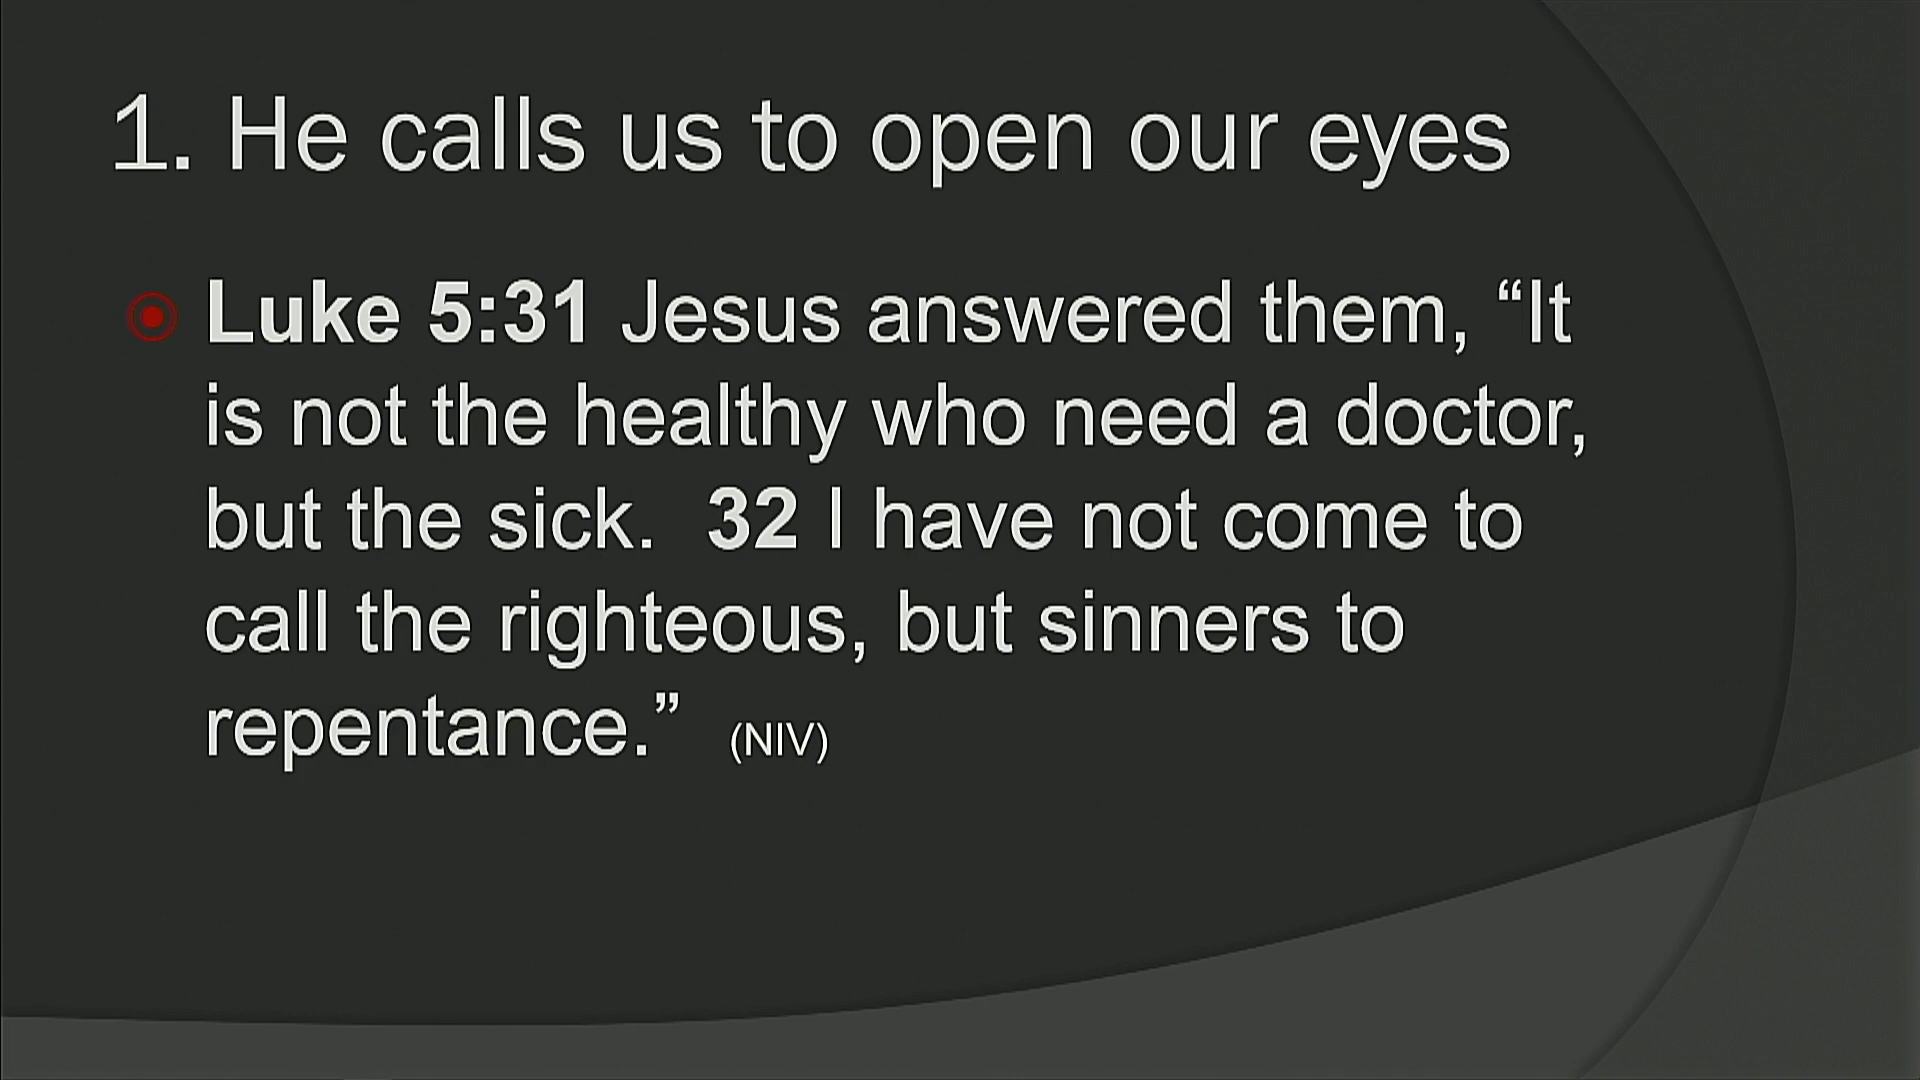 1. He calls us to open our eyes
Luke 5:31 Jesus answered them, “It
is not the healthy who need a doctor,
but the sick.  32 I have not come to
call the righteous, but sinners to
repentance.”  (NIV)